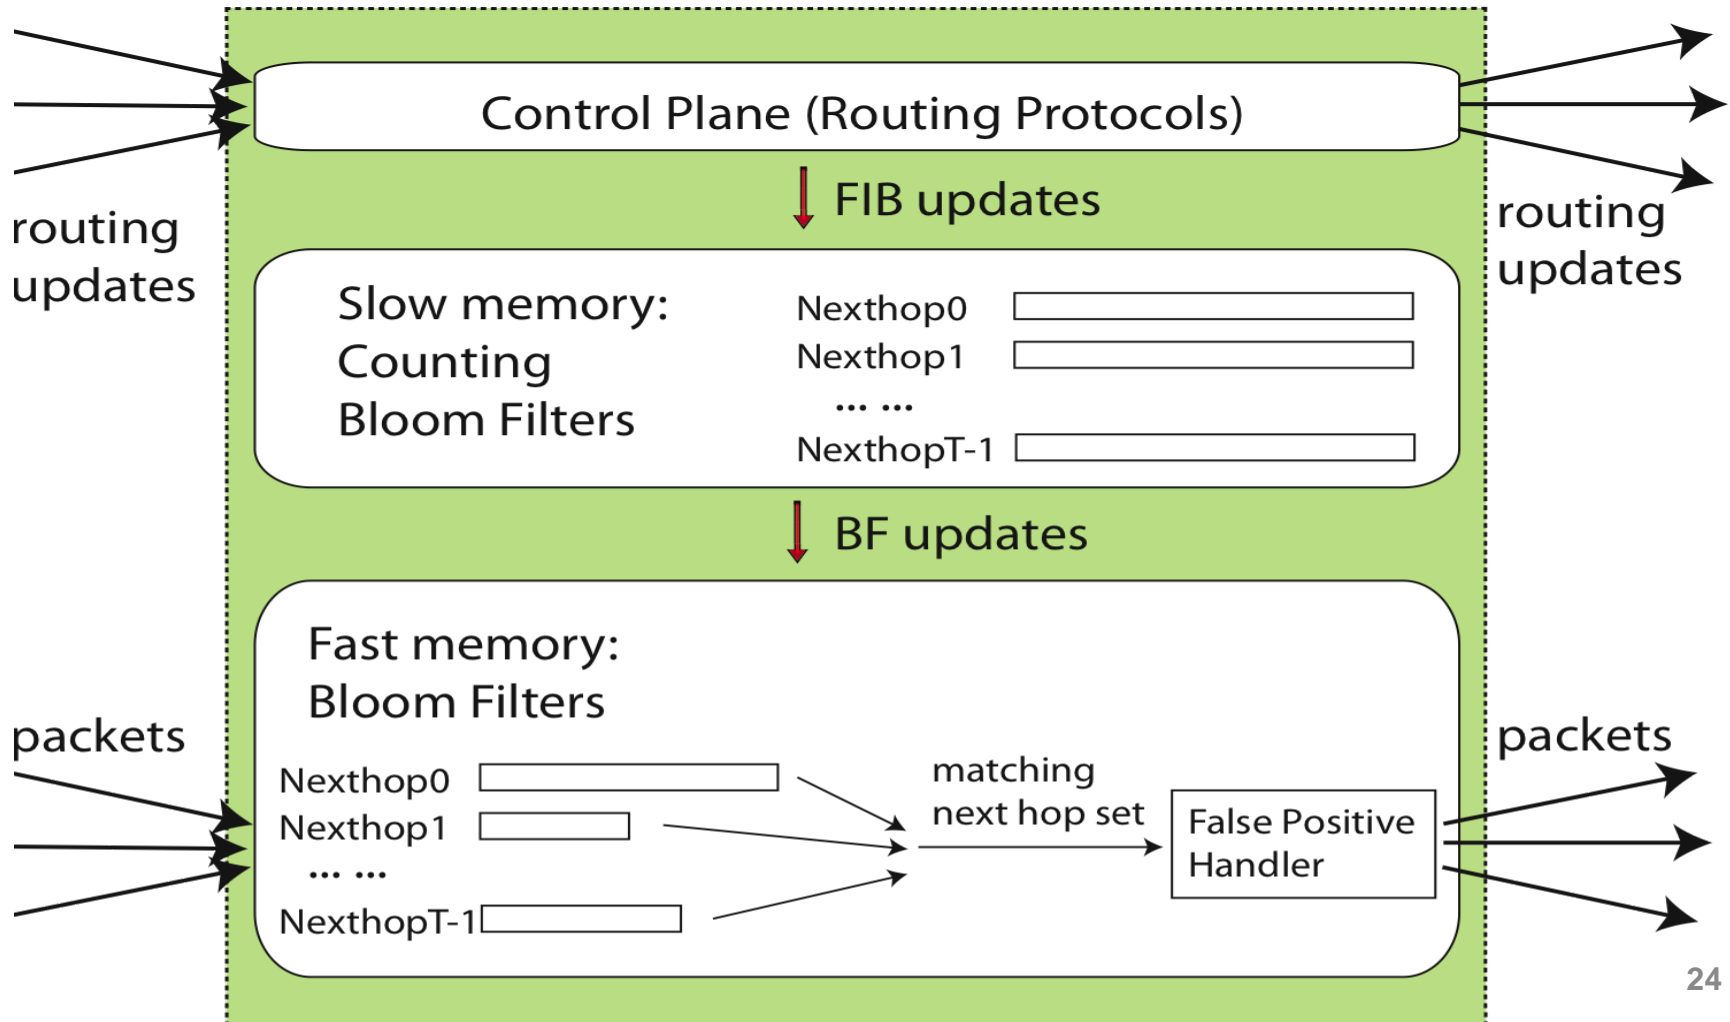 Control Plane (Routing Protocols)
FIB updates
routing
updates
routing
updates
Slow memory:
Counting
Bloom Filters
Nexthop0
Nexthop1
... ...
NexthopT-1
BF updates
Fast memory:
Bloom Filters
packets
packets
Nexthop0
Nexthop1
... ...
NexthopT-1
matching
next hop set
False Positive
Handler
24